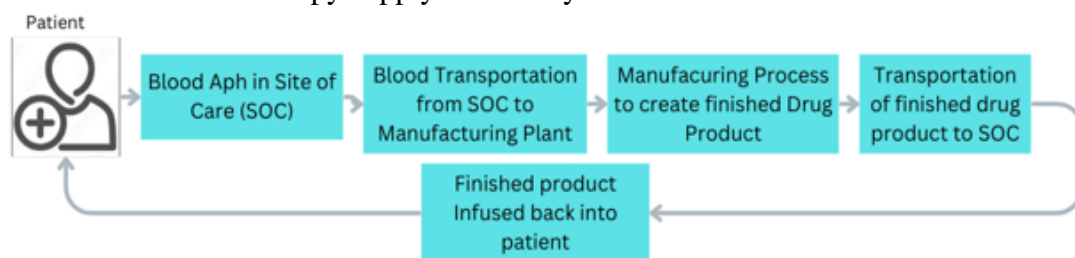 Patient
Blood Aph in Site of
Care (SOC)
Blood Transportation
from SOC to
Manufacturing Plant
Manufacuring Process
to create finished Drug
Product
Transportation
of finished drug
product to SOC
Finished product
Infused back into
patient